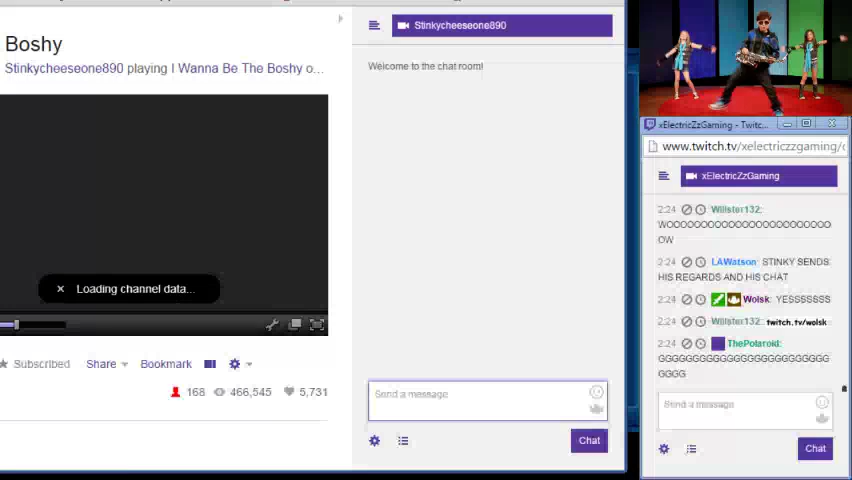 Boshy
Stinkycheeseone890 playing I Wanna Be The Boshy o...
Loading channel data...
Subscribed
Share
Bookmark
168
466,545
5,731
Stinkycheeseone890
Welcome to the chat room!
Send a message
Chat
xElectricZzGaming - Twitc...
www.twitch.tv/xelectriczzgaming/
xElectricZzGaming
2:24 Willster132:
WOOOOOOOOOOOOOOOOOOOOOOO
OW
2:24 LAWatson: STINKY SENDS
HIS REGARDS AND HIS CHAT
2:24 Wolsk: YESSSSSSS
2:24 Willster132: twitch.tv/wolsk
2:24 ThePolaroid:
GGGGGGGGGGGGGGGGGGGGGGGG
GGGG
Send a message
Chat